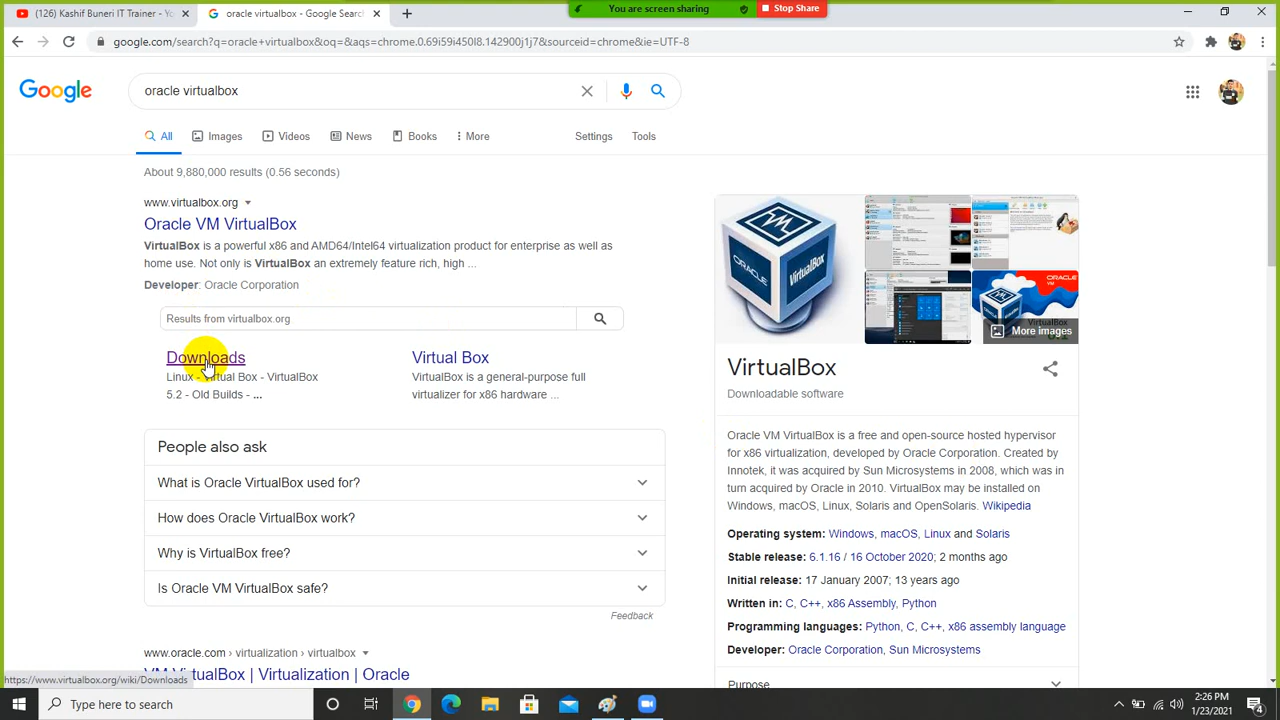 (126) Kashif Buneri IT Trainer - Yo
oracle virtualbox - Google Search
You are screen sharing
Stop Share
google.com/search?q=oracle+virtualbox&oq=&aqs=chrome.0.69i59i450l8.142900j1j7&sourceid=chrome&ie=UTF-8
Google
oracle virtualbox
All
Images
Videos
News
Books
More
Settings
Tools
About 9,880,000 results (0.56 seconds)
www.virtualbox.org
Oracle VM VirtualBox
VirtualBox is a powerful x86 and AMD64/Intel64 virtualization product for enterprise as well as
home use. Not only is VirtualBox an extremely feature rich, high ...
Developer: Oracle Corporation
Results from virtualbox.org
Downloads
Linux - Virtual Box - VirtualBox
5.2 - Old Builds - ...
Virtual Box
VirtualBox is a general-purpose full
virtualizer for x86 hardware ...
People also ask
What is Oracle VirtualBox used for?
How does Oracle VirtualBox work?
Why is VirtualBox free?
Is Oracle VM VirtualBox safe?
Feedback
www.oracle.com › virtualization › virtualbox
VM VirtualBox | Virtualization | Oracle
https://www.virtualbox.org/wiki/Downloads
VM
ORACLE
VirtualBox
ORACLE
VM
VirtualBox
More images
VirtualBox
Downloadable software
Oracle VM VirtualBox is a free and open-source hosted hypervisor
for x86 virtualization, developed by Oracle Corporation. Created by
Innotek, it was acquired by Sun Microsystems in 2008, which was in
turn acquired by Oracle in 2010. VirtualBox may be installed on
Windows, macOS, Linux, Solaris and OpenSolaris. Wikipedia
Operating system: Windows, macOS, Linux and Solaris
Stable release: 6.1.16 / 16 October 2020; 2 months ago
Initial release: 17 January 2007; 13 years ago
Written in: C, C++, x86 Assembly, Python
Programming languages: Python, C, C++, x86 assembly language
Developer: Oracle Corporation, Sun Microsystems
Purpose
Type here to search
2:26 PM
1/23/2021
4